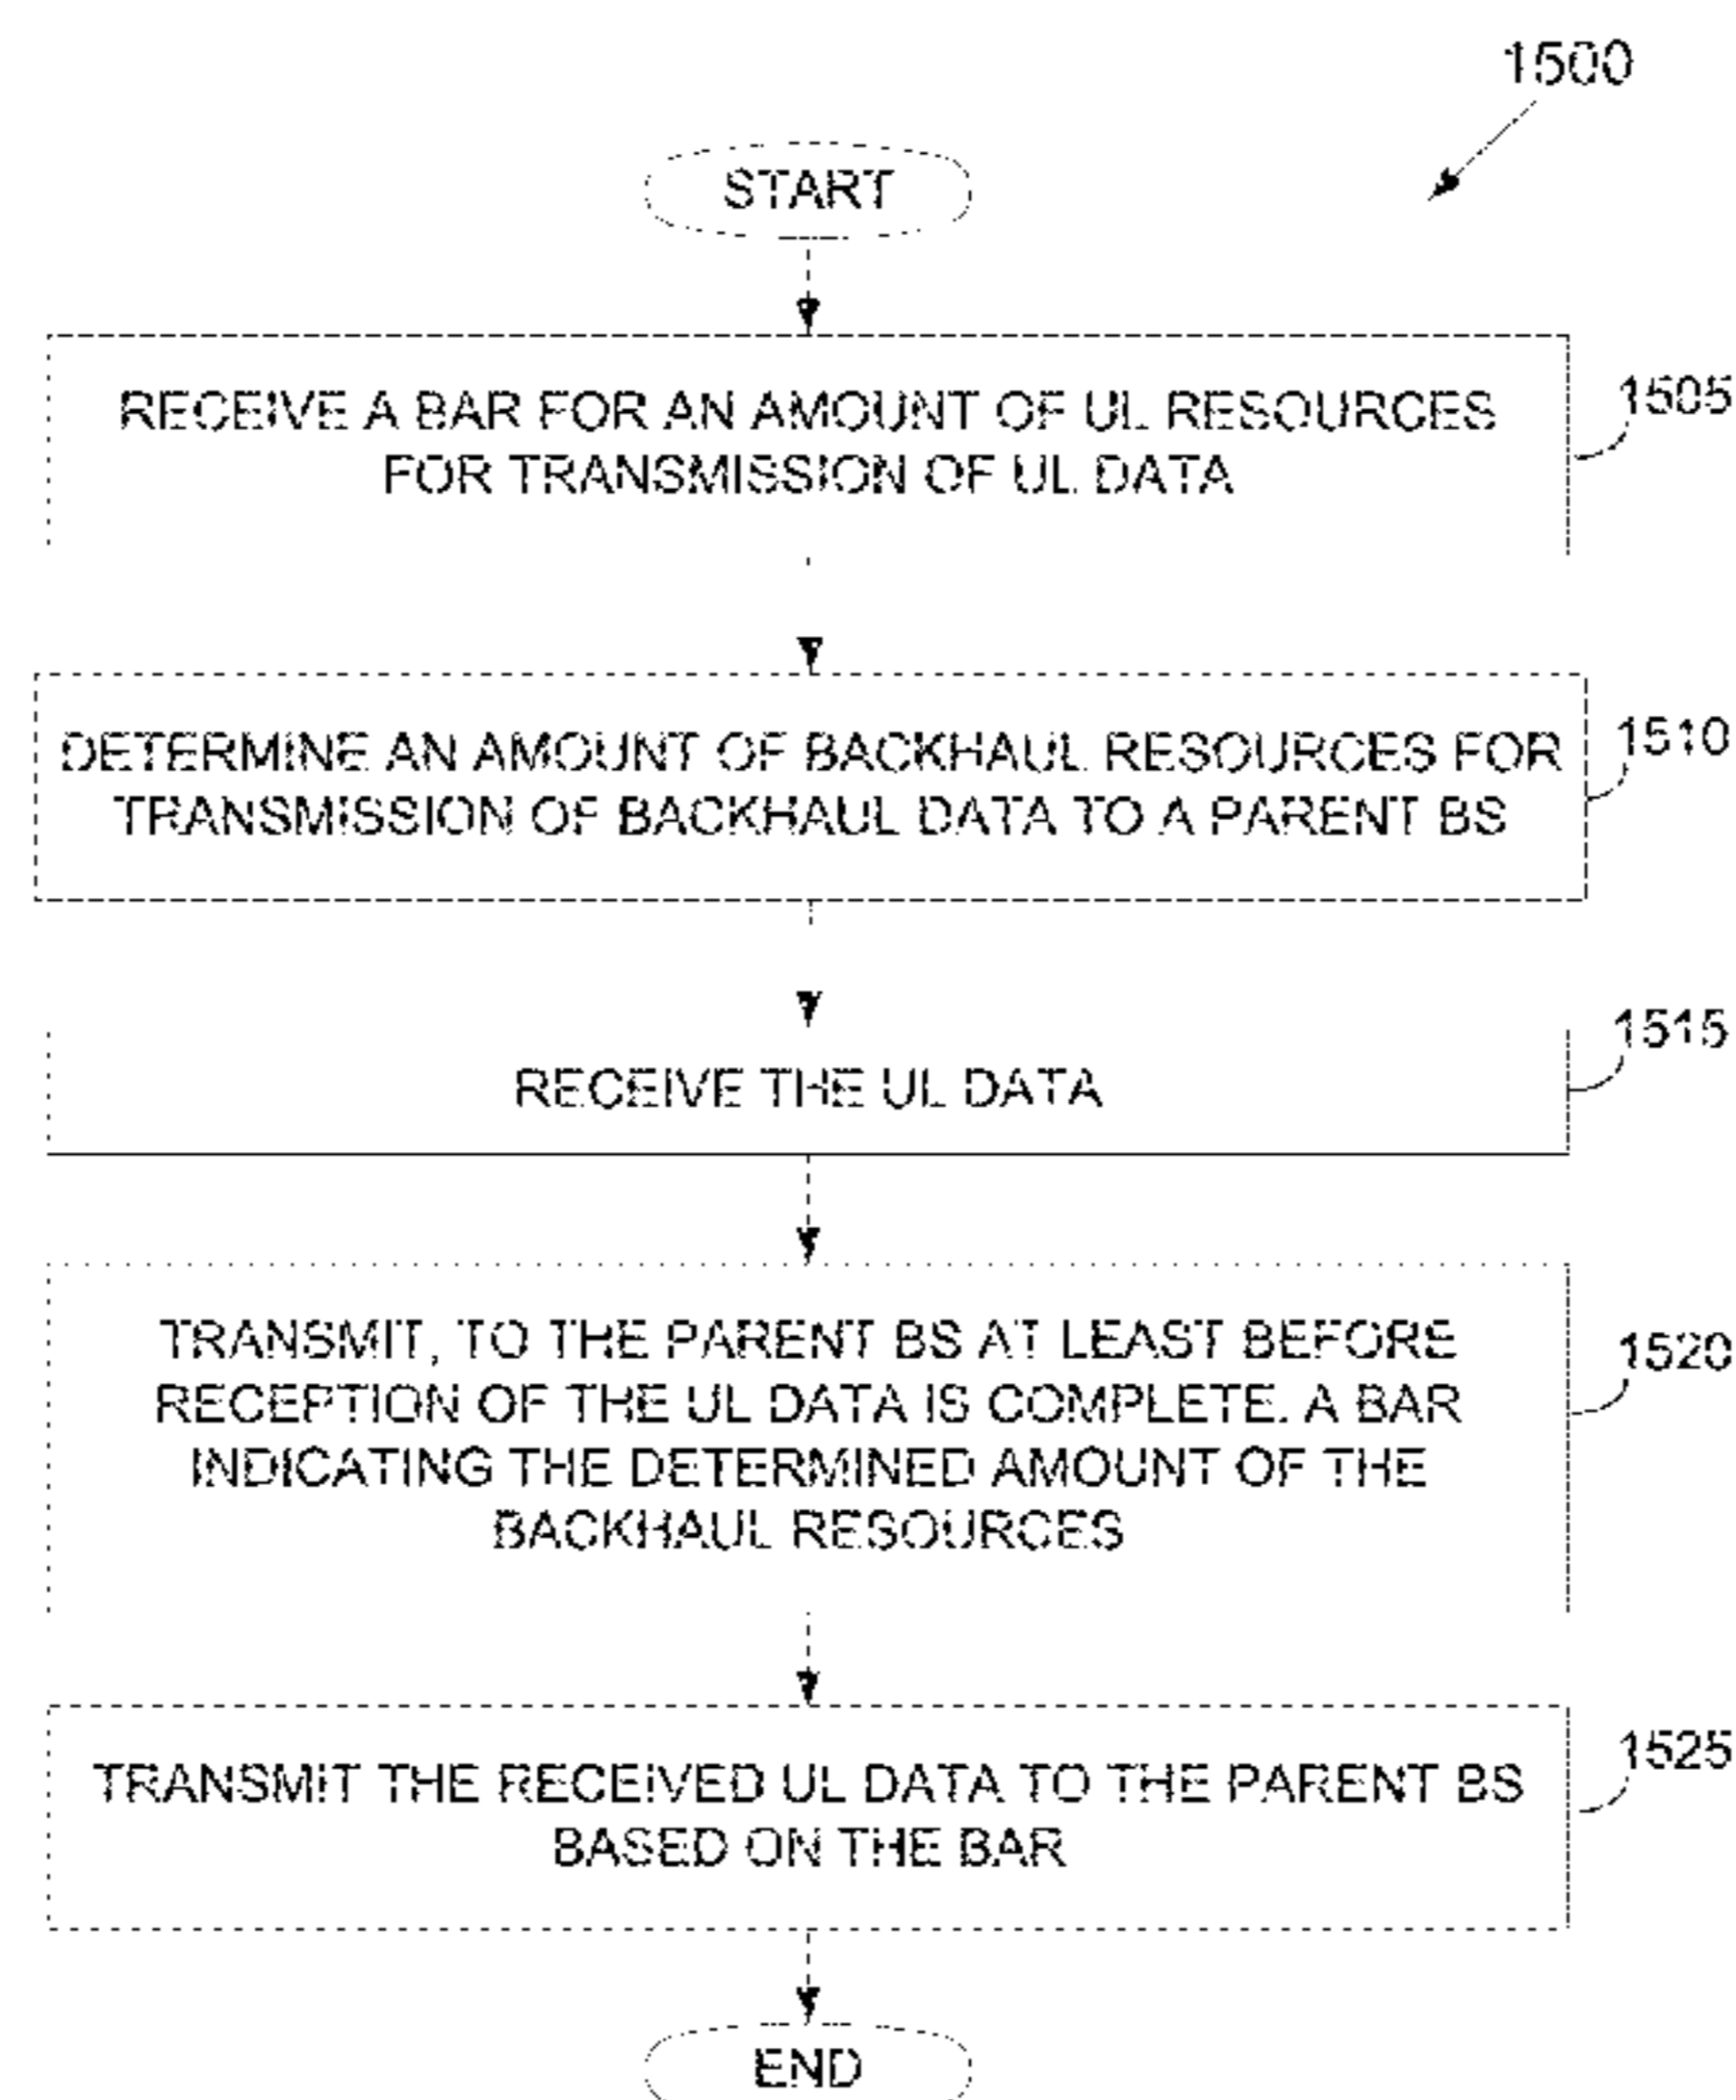 1500
START
RECEIVE A BAR FOR AN AMOUNT OF UL RESOURCES
FOR TRANSMISSION OF UL DATA
1505
DETERMINE AN AMOUNT OF BACKHAUL RESOURCES FOR
TRANSMISSION OF BACKHAUL DATA TO A PARENT BS
1510
RECEIVE THE UL DATA
1515
TRANSMIT, TO THE PARENT BS AT LEAST BEFORE
RECEPTION OF THE UL DATA IS COMPLETE, A BAR
INDICATING THE DETERMINED AMOUNT OF THE
BACKHAUL RESOURCES
1520
TRANSMIT THE RECEIVED UL DATA TO THE PARENT BS
BASED ON THE BAR
1525
END